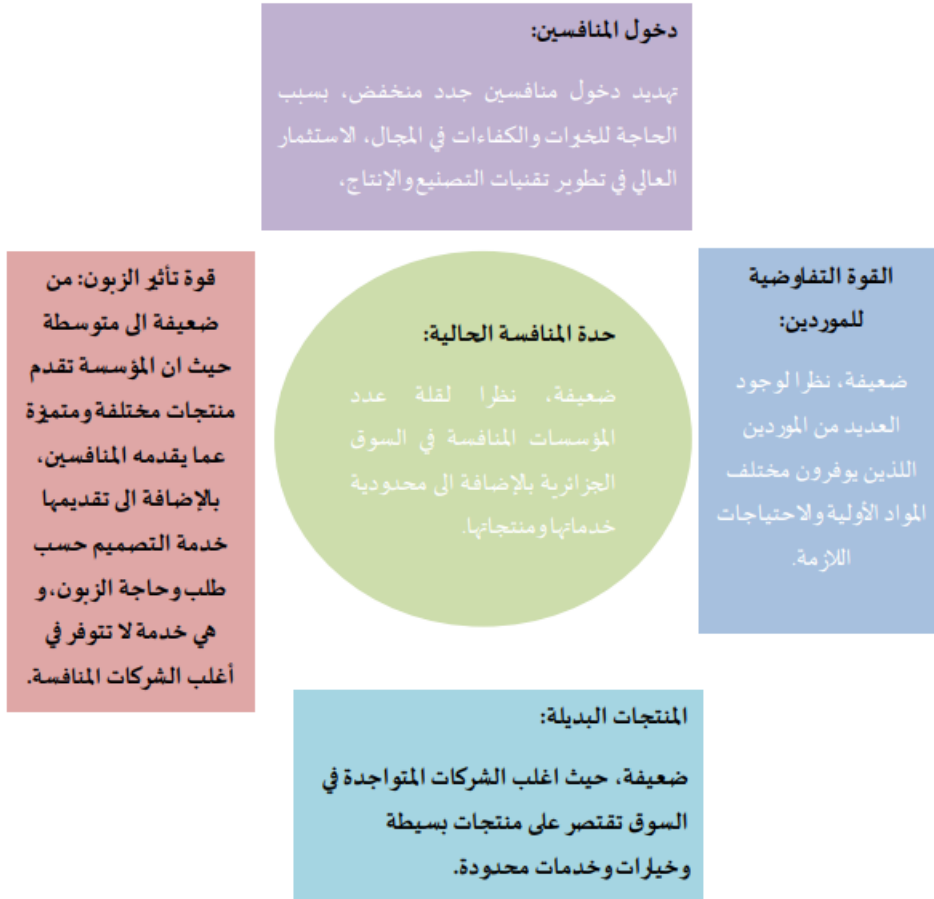 دخول المنافسين:
تهديد دخول منافسين جدد منخفض، بسبب
الحاجة للخبرات والكفاءات في المجال، الاستثمار
العالي في تطوير تقنيات التصنيع والإنتاج،
القوة التفاوضية
للموردين:
ضعيفة، نظرا لوجود
العديد من الموردين
اللذين يوفرون مختلف
المواد الأولية والاحتياجات
اللازمة.
حدة المنافسة الحالية:
ضعيفة، نظرا لقلة عدد
المؤسسات المنافسة في السوق
الجزائرية بالإضافة الى محدودية
خدماتها ومنتجاتها.
قوة تأثير الزبون: من
ضعيفة الى متوسطة
حيث ان المؤسسة تقدم
منتجات مختلفة ومتميزة
عما يقدمه المنافسين،
بالإضافة الى تقديمها
خدمة التصميم حسب
طلب وحاجة الزبون، و
هي خدمة لا تتوفر في
أغلب الشركات المنافسة.
المنتجات البديلة:
ضعيفة، حيث اغلب الشركات المتواجدة في
السوق تقتصر على منتجات بسيطة
وخيارات وخدمات محدودة.